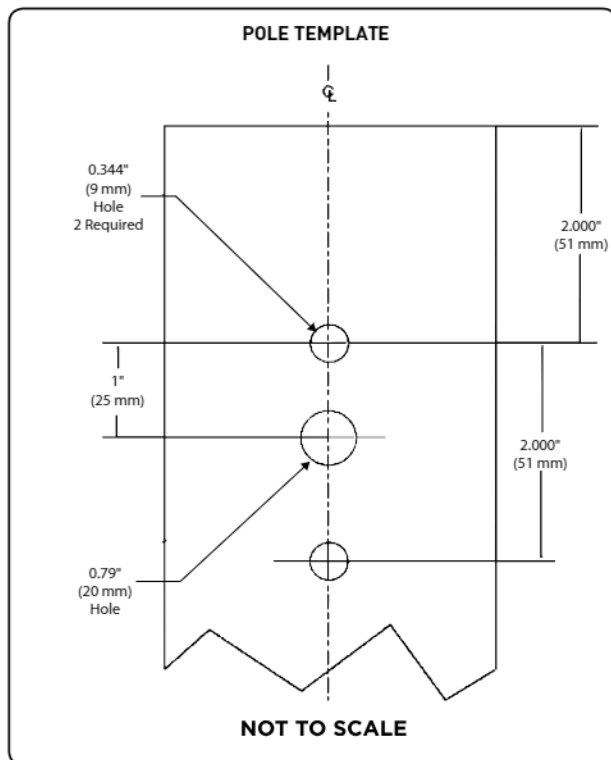 POLE TEMPLATE
℄
0.344"
(9 mm)
Hole
2 Required
2.000"
(51 mm)
1"
(25 mm)
2.000"
(51 mm)
0.79"
(20 mm)
Hole
NOT TO SCALE